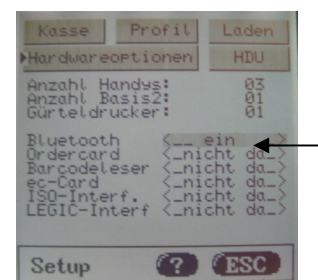 Kasse Profil Laden
▶Hardwareoptionen HDU
Anzahl Handys: 03
Anzahl Basis2: 01
Gürteldrucker: 01
Bluetooth <__ ein __>
Ordercard <_nicht da_>
Barcodeleser <_nicht da_>
ec-Card <_nicht da_>
ISO-Interf. <_nicht da_>
LEGIC-Interf <_nicht da_>
Setup ? ESC